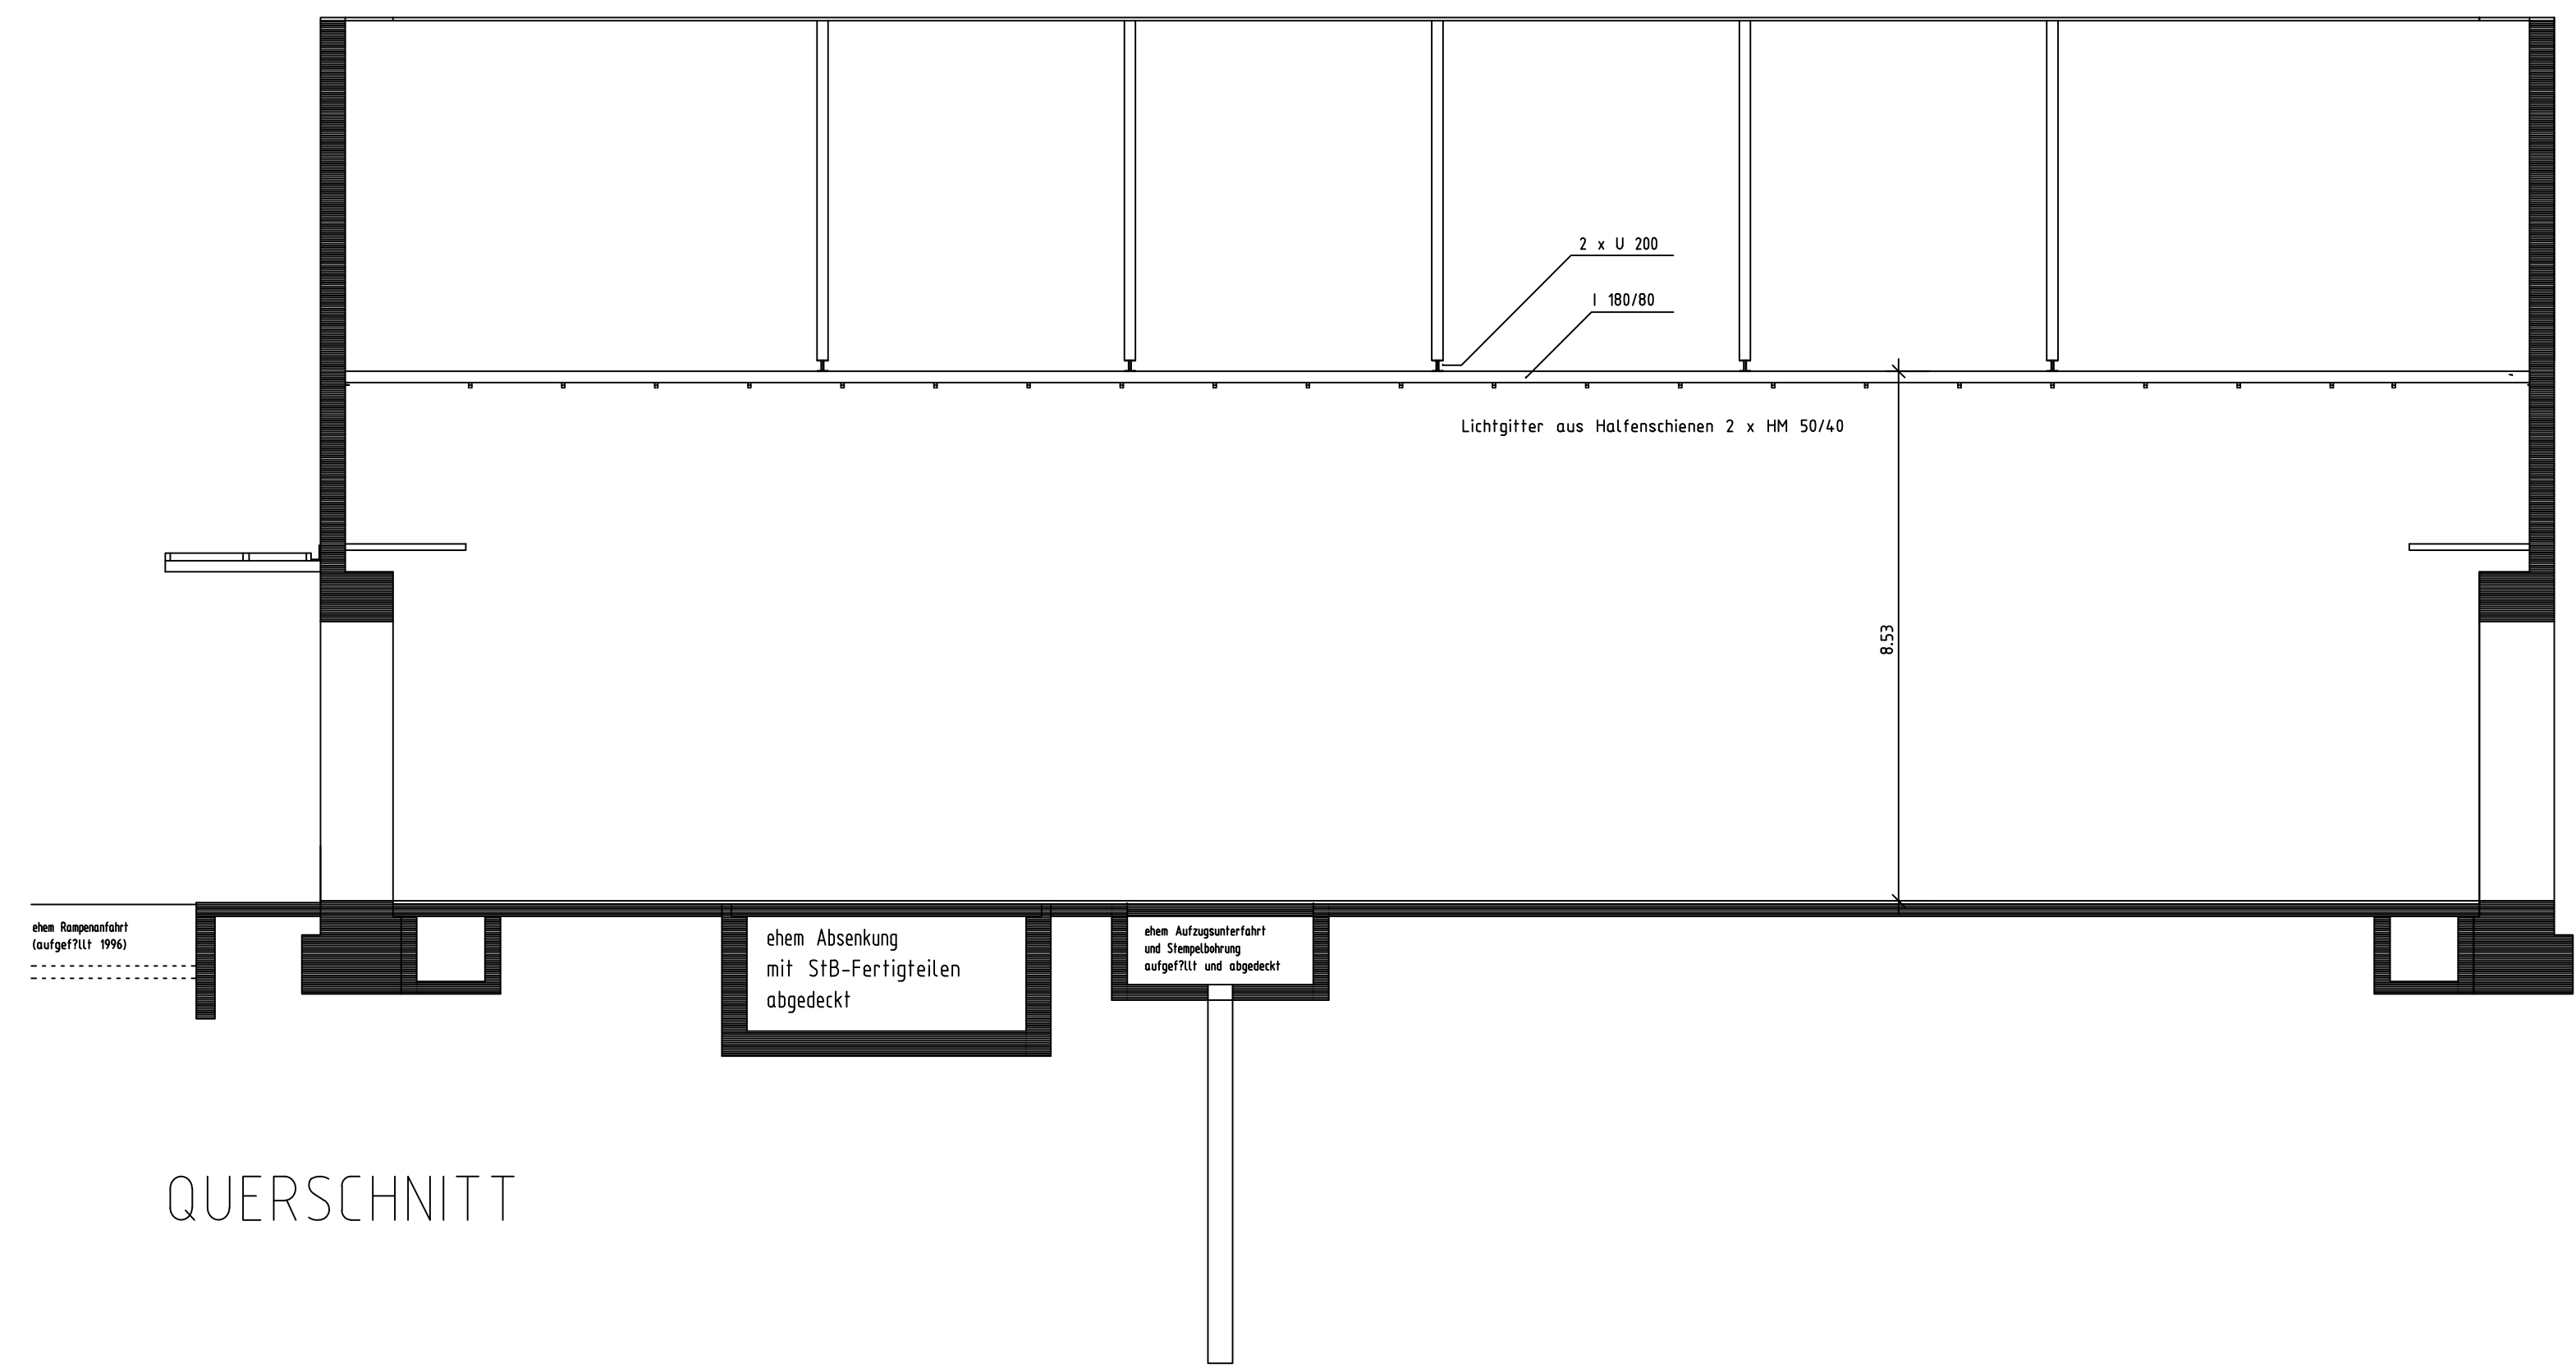 2 x U 200
I 180/80
Lichtgitter aus Halfenschienen 2 x HM 50/40
8.53
ehem Rampenanfahrt
(aufgef?llt 1996)
ehem Absenkung
mit StB-Fertigteilen
abgedeckt
ehem Aufzugsunterfahrt
und Stempelbohrung
aufgef?llt und abgedeckt
QUERSCHNITT